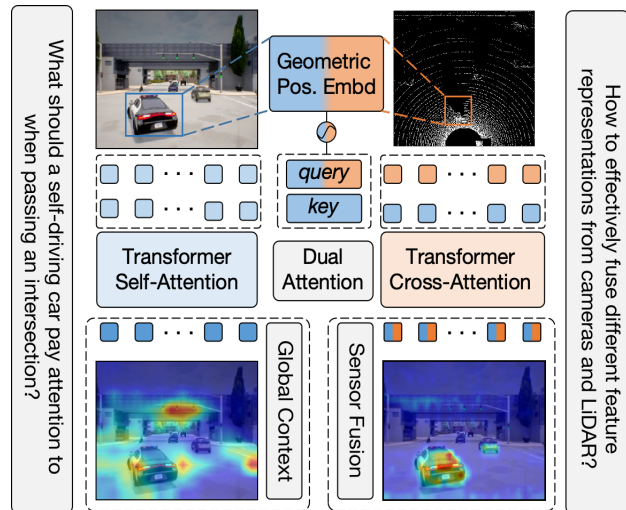 What should a self-driving car pay attention to
when passing an intersection?
Geometric
Pos. Embd
How to effectively fuse different feature
representations from cameras and LiDAR?
query
key
Transformer
Self-Attention
Dual
Attention
Transformer
Cross-Attention
Global Context
Sensor Fusion